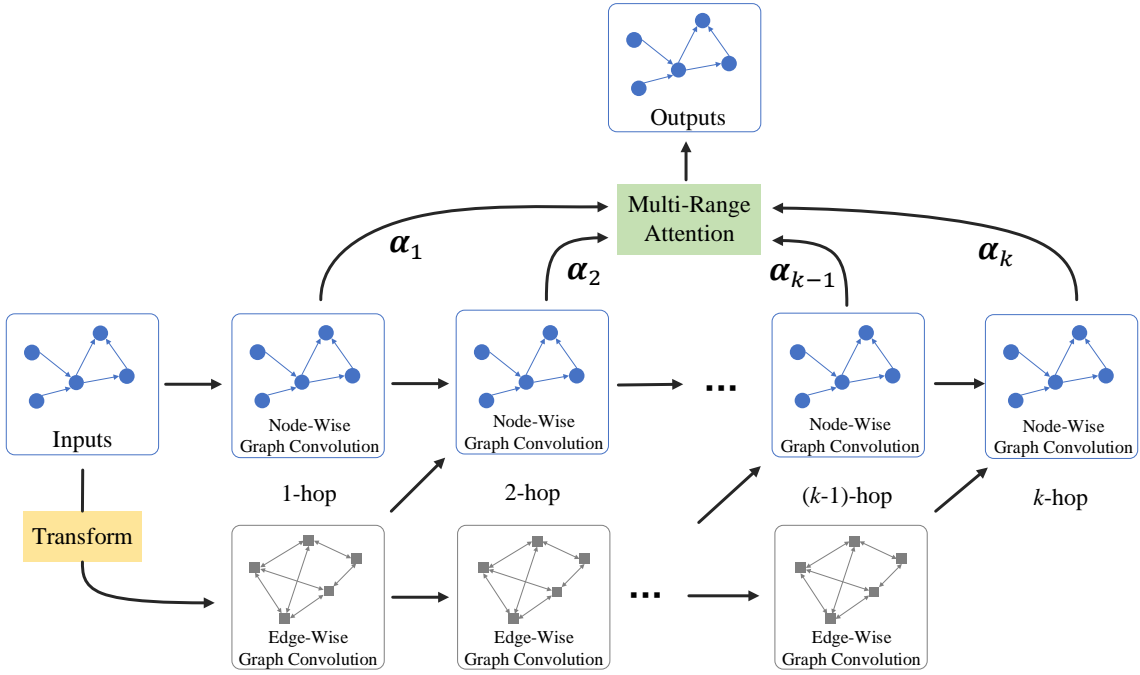 Outputs
Multi-Range
Attention
α₁
α₂
αₖ₋₁
αₖ
Inputs
Node-Wise
Graph Convolution
Node-Wise
Graph Convolution
...
Node-Wise
Graph Convolution
Node-Wise
Graph Convolution
1-hop
2-hop
(k-1)-hop
k-hop
Transform
Edge-Wise
Graph Convolution
Edge-Wise
Graph Convolution
...
Edge-Wise
Graph Convolution